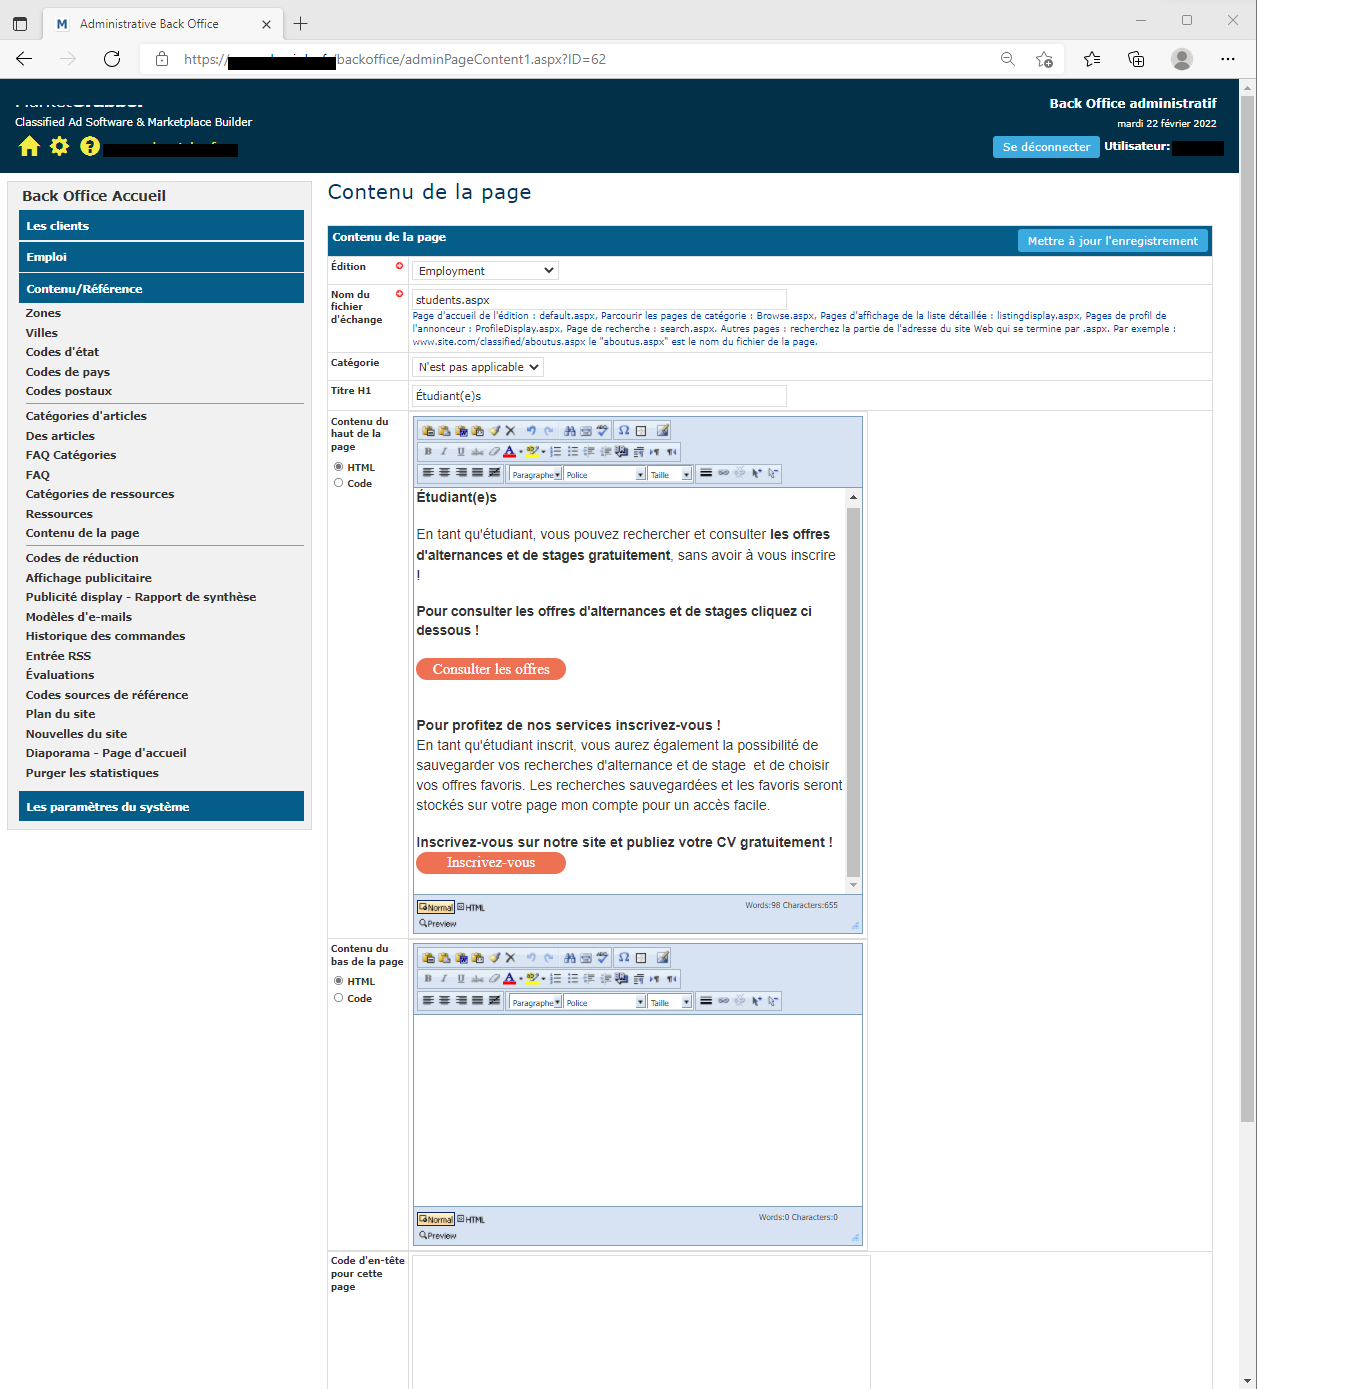 Administrative Back Office
https://
/backoffice/adminPageContent1.aspx?ID=62
Classified Ad Software & Marketplace Builder
Back Office administratif
mardi 22 février 2022
Se déconnecter
Utilisateur:
Back Office Accueil
Les clients
Emploi
Contenu/Référence
Zones
Villes
Codes d'état
Codes de pays
Codes postaux
Catégories d'articles
Des articles
FAQ Catégories
FAQ
Catégories de ressources
Ressources
Contenu de la page
Codes de réduction
Affichage publicitaire
Publicité display - Rapport de synthèse
Modèles d'e-mails
Historique des commandes
Entrée RSS
Évaluations
Codes sources de référence
Plan du site
Nouvelles du site
Diaporama - Page d'accueil
Purger les statistiques
Les paramètres du système
Contenu de la page
Contenu de la page
Mettre à jour l'enregistrement
Édition
Employment
Nom du
fichier
d'échange
students.aspx
Page d'accueil de l'édition : default.aspx, Parcourir les pages de catégorie : Browse.aspx, Pages d'affichage de la liste détaillée : listingdisplay.aspx, Pages de profil de
l'annonceur : ProfileDisplay.aspx, Page de recherche : search.aspx. Autres pages : recherchez la partie de l'adresse du site Web qui se termine par .aspx. Par exemple :
www.site.com/classified/aboutus.aspx le "aboutus.aspx" est le nom du fichier de la page.
Catégorie
N'est pas applicable
Titre H1
Étudiant(e)s
Contenu du
haut de la
page
HTML
Code
Paragraphe
Police
Taille
Étudiant(e)s
En tant qu'étudiant, vous pouvez rechercher et consulter les offres
d'alternances et de stages gratuitement, sans avoir à vous inscrire
!
Pour consulter les offres d'alternances et de stages cliquez ci
dessous !
Consulter les offres
Pour profitez de nos services inscrivez-vous !
En tant qu'étudiant inscrit, vous aurez également la possibilité de
sauvegarder vos recherches d'alternance et de stage et de choisir
vos offres favoris. Les recherches sauvegardées et les favoris seront
stockés sur votre page mon compte pour un accès facile.
Inscrivez-vous sur notre site et publiez votre CV gratuitement !
Inscrivez-vous
Normal
HTML
Words:98 Characters:655
Preview
Contenu du
bas de la page
HTML
Code
Paragraphe
Police
Taille
Normal
HTML
Words:0 Characters:0
Preview
Code d'en-tête
pour cette
page